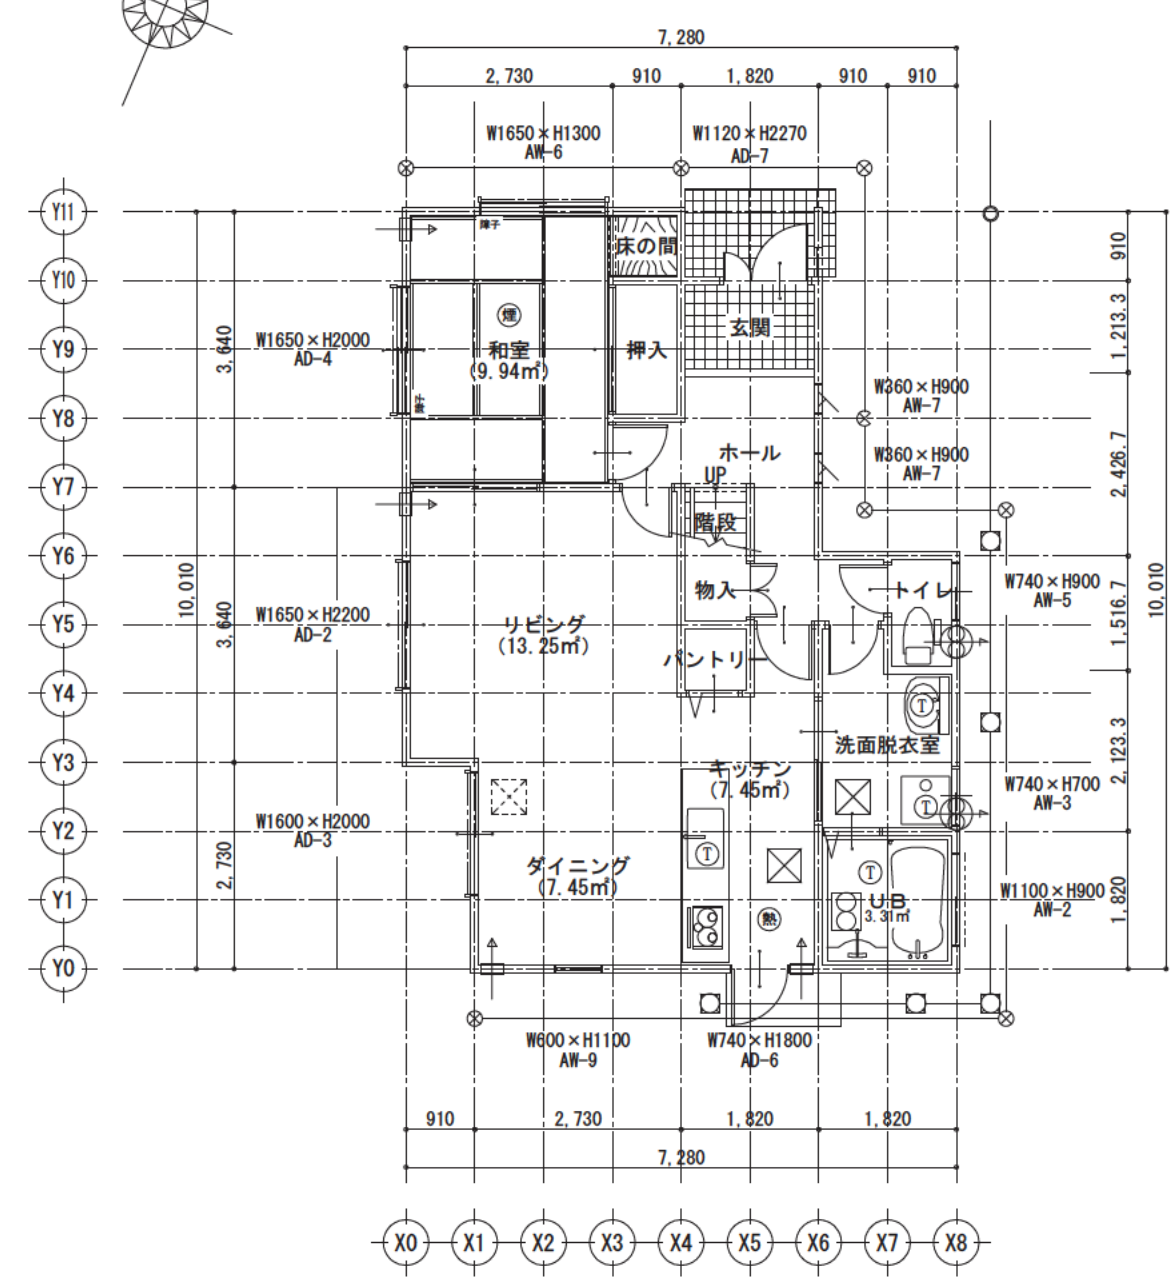 7,280
2,730
910
1,820
910
910
W1650×H1300
AW-6
W1120×H2270
AD-7
Y11
障子
床の間
910
Y10
煙
玄関
1,213.3
3,640
W1650×H2000
AD-4
Y9
和室
(9.94㎡)
押入
障子
W360×H900
AW-7
Y8
ホール
W360×H900
AW-7
2,426.7
UP
Y7
階段
Y6
10,010
物入
トイレ
W740×H900
AW-5
1,516.7
10,010
3,640
W1650×H2200
AD-2
Y5
リビング
(13.25㎡)
パントリー
Y4
T
洗面脱衣室
2,123.3
Y3
キッチン
(7.45㎡)
W740×H700
AW-3
T
W1600×H2000
AD-3
Y2
T
ダイニング
(7.45㎡)
T
2,730
Y1
UB
3.31㎡
W1100×H900
AW-2
1,820
熱
Y0
W600×H1100
AW-9
W740×H1800
AD-6
910
2,730
1,820
1,820
7,280
X0
X1
X2
X3
X4
X5
X6
X7
X8